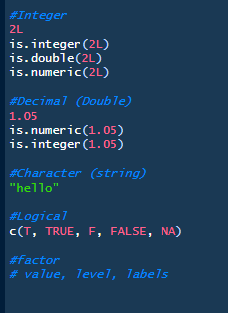 #Integer
2L
is.integer(2L)
is.double(2L)
is.numeric(2L)
#Decimal (Double)
1.05
is.numeric(1.05)
is.integer(1.05)
#Character (string)
"hello"
#Logical
c(T, TRUE, F, FALSE, NA)
#factor
# value, level, labels